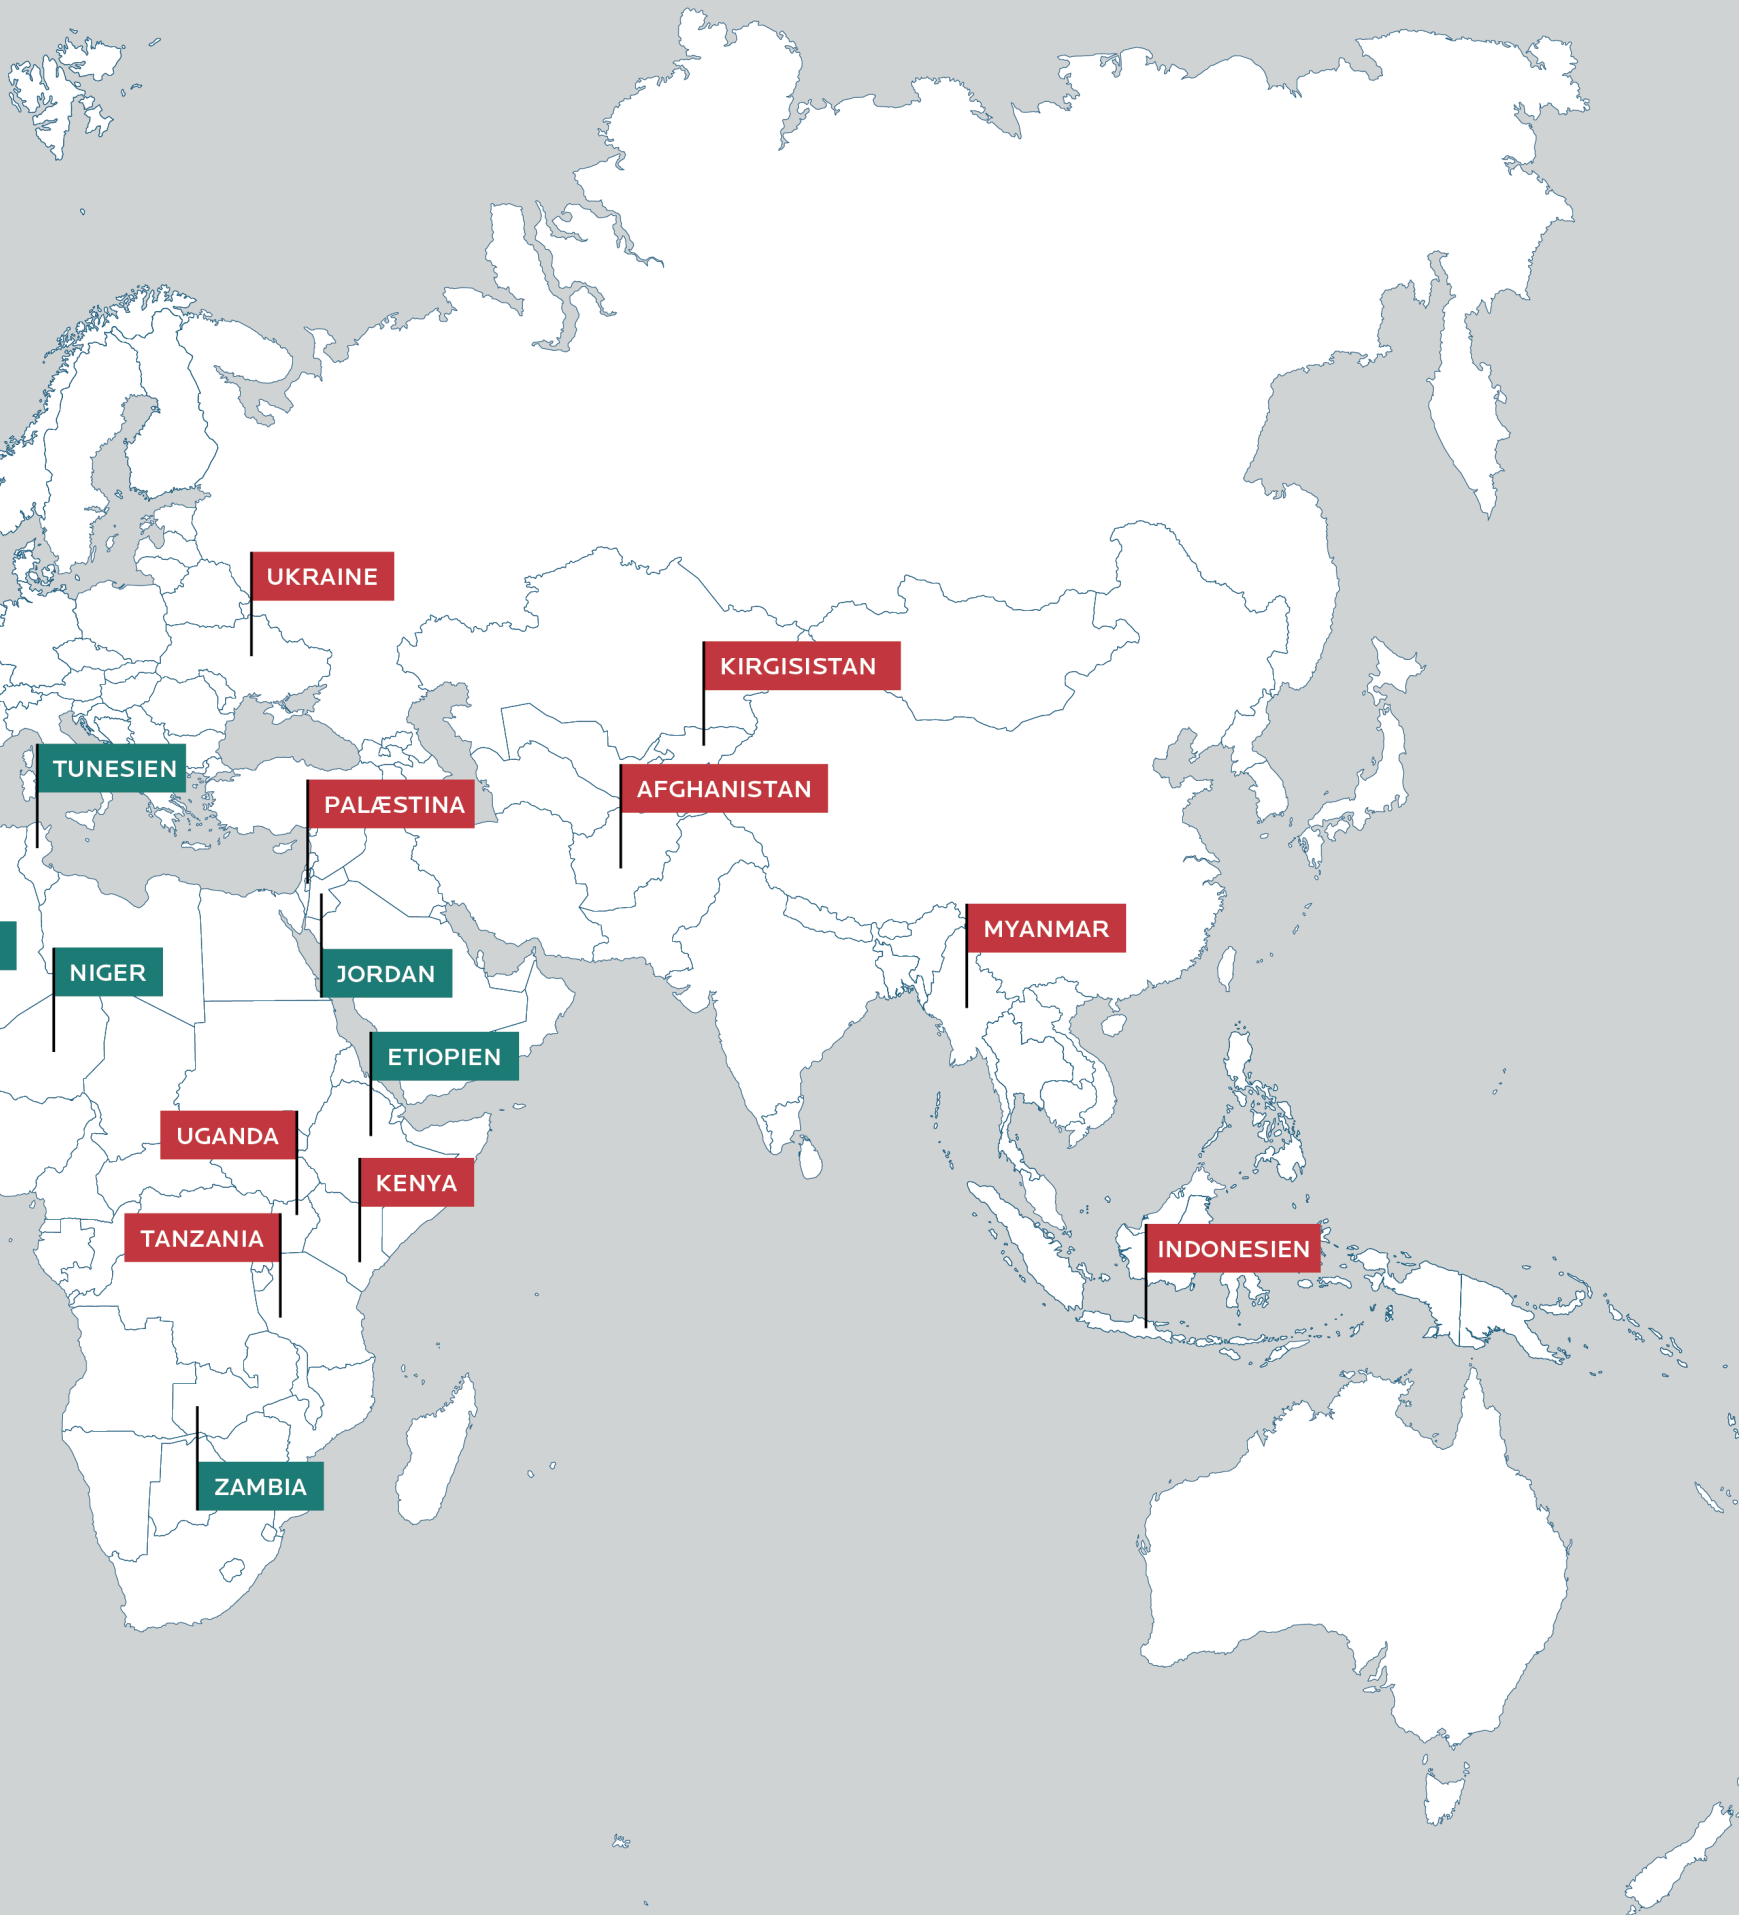 UKRAINE
KIRGISISTAN
TUNESIEN
PALÆSTINA
AFGHANISTAN
MYANMAR
NIGER
JORDAN
ETIOPIEN
UGANDA
KENYA
TANZANIA
INDONESIEN
ZAMBIA